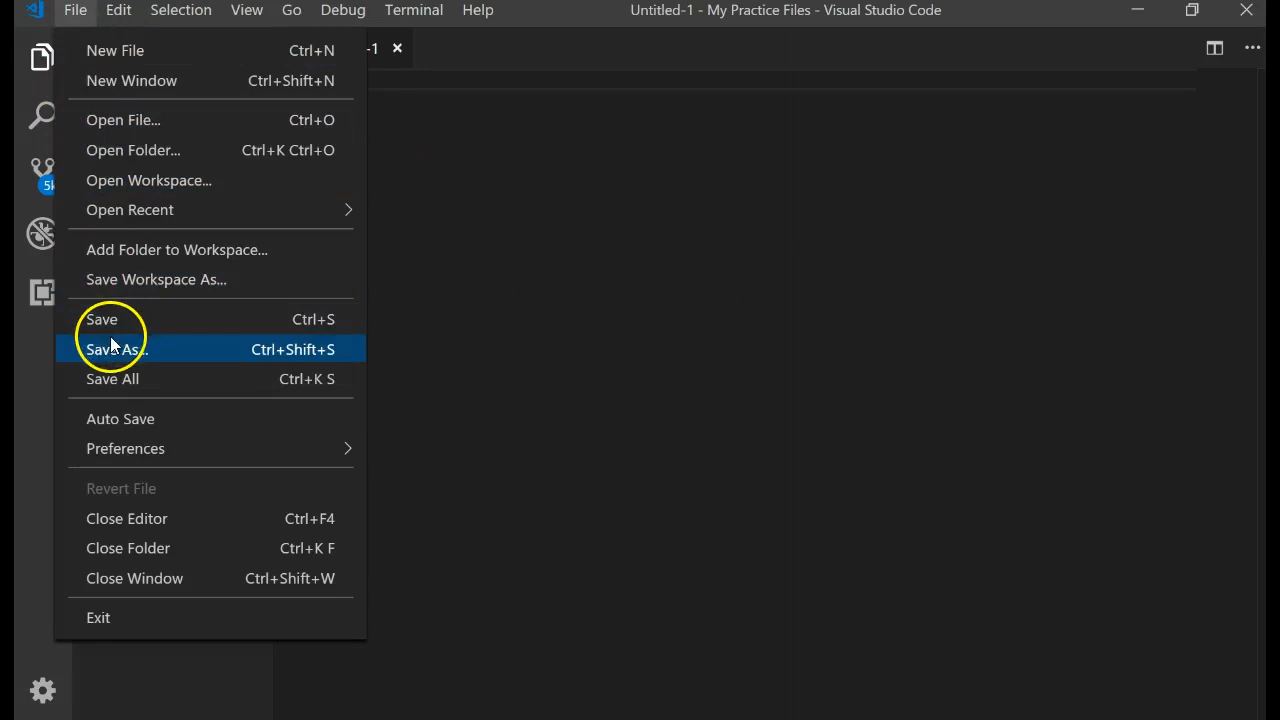 File Edit Selection View Go Debug Terminal Help Untitled-1 - My Practice Files - Visual Studio Code
-1
New File Ctrl+N
New Window Ctrl+Shift+N
Open File... Ctrl+O
Open Folder... Ctrl+K Ctrl+O
Open Workspace...
Open Recent
Add Folder to Workspace...
Save Workspace As...
Save Ctrl+S
Save As... Ctrl+Shift+S
Save All Ctrl+K S
Auto Save
Preferences
Revert File
Close Editor Ctrl+F4
Close Folder Ctrl+K F
Close Window Ctrl+Shift+W
Exit